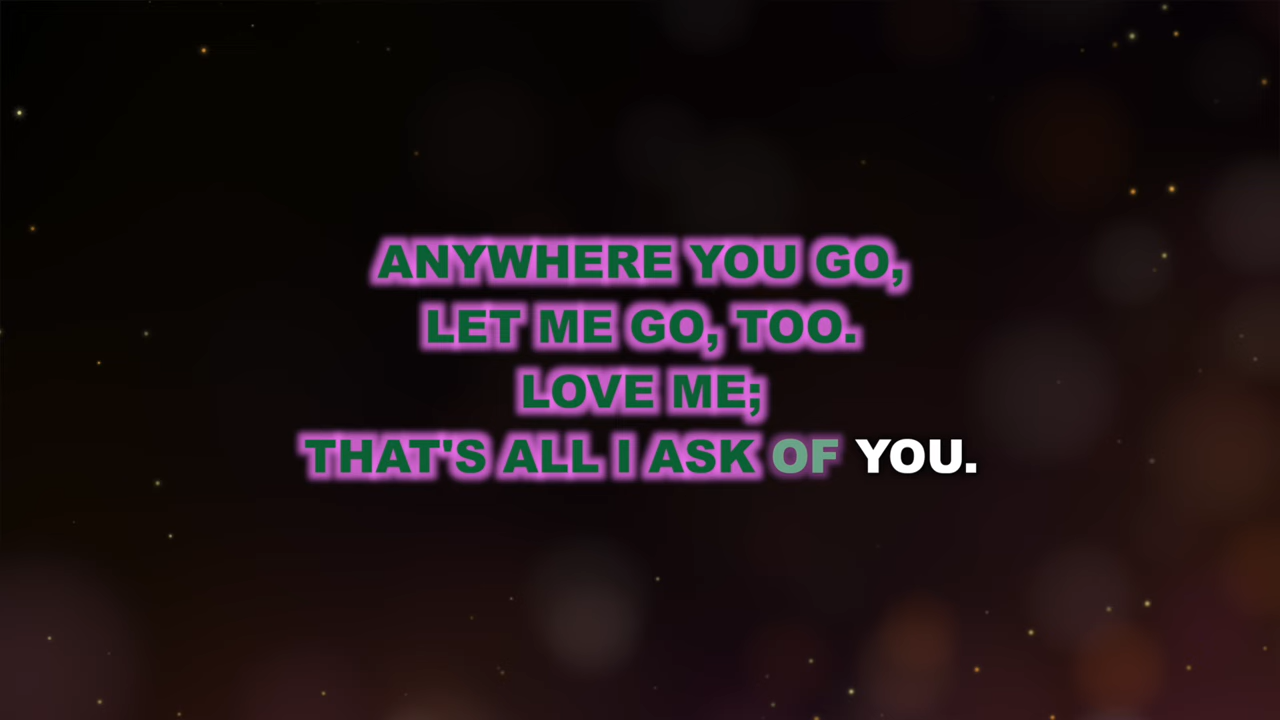 ANYWHERE YOU GO,
LET ME GO, TOO.
LOVE ME;
THAT'S ALL I ASK OF YOU.